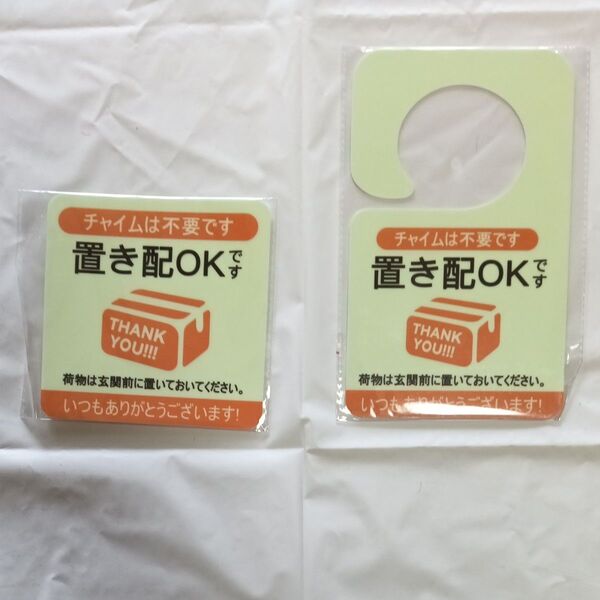 チャイムは不要です
置き配OKです
THANK
YOU!!!
荷物は玄関前に置いておいてください。
いつもありがとうございます!
チャイムは不要です
置き配OKです
THANK
YOU!!!
荷物は玄関前に置いておいてください。
いつもありがとうございます!